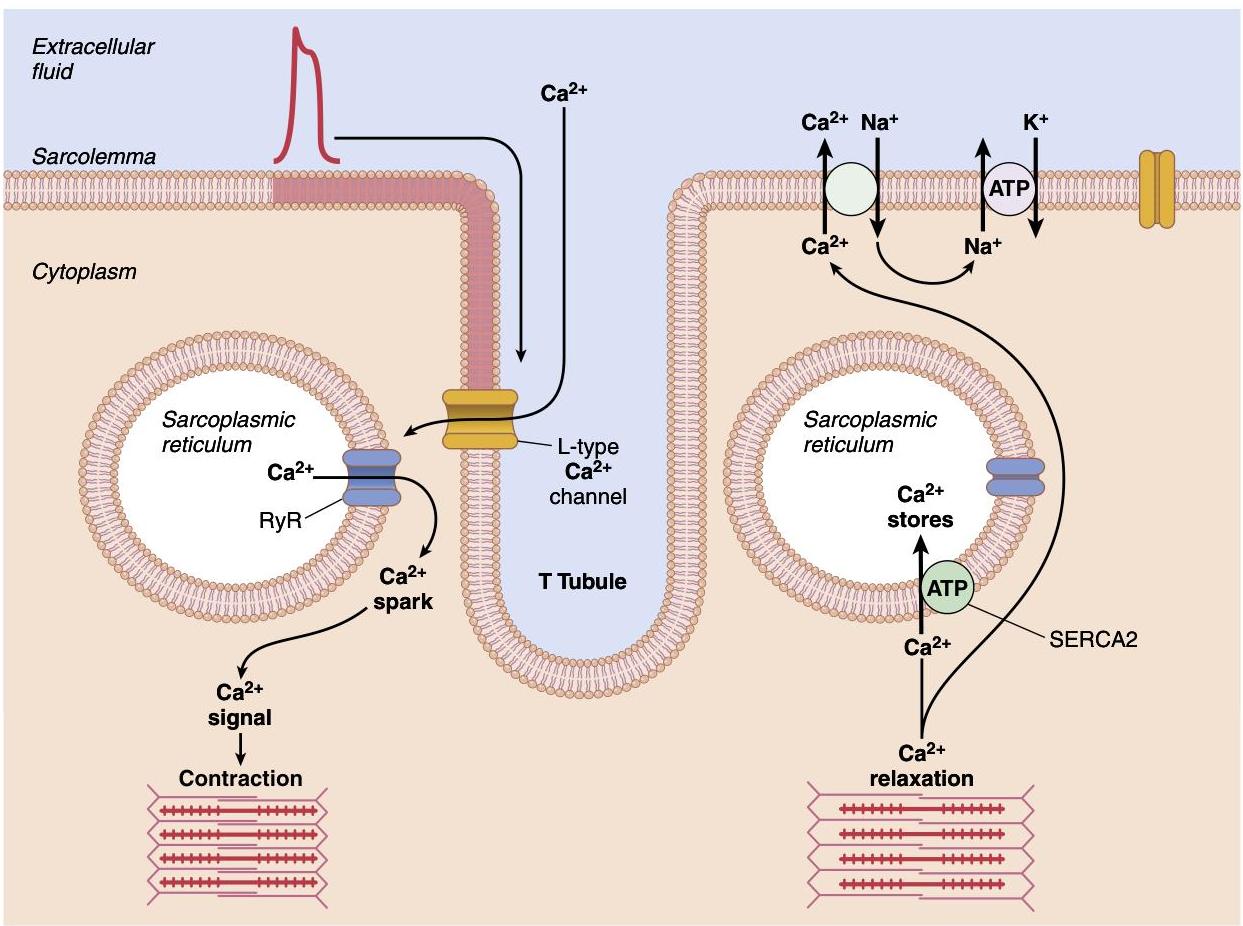 Extracellular
fluid
Ca²⁺
Ca²⁺ Na⁺
K⁺
Sarcolemma
ATP
Ca²⁺
Na⁺
Cytoplasm
Sarcoplasmic
reticulum
Ca²⁺
RyR
L-type
Ca²⁺
channel
Ca²⁺
spark
T Tubule
Ca²⁺
signal
Contraction
Sarcoplasmic
reticulum
Ca²⁺
stores
ATP
Ca²⁺
SERCA2
Ca²⁺
relaxation